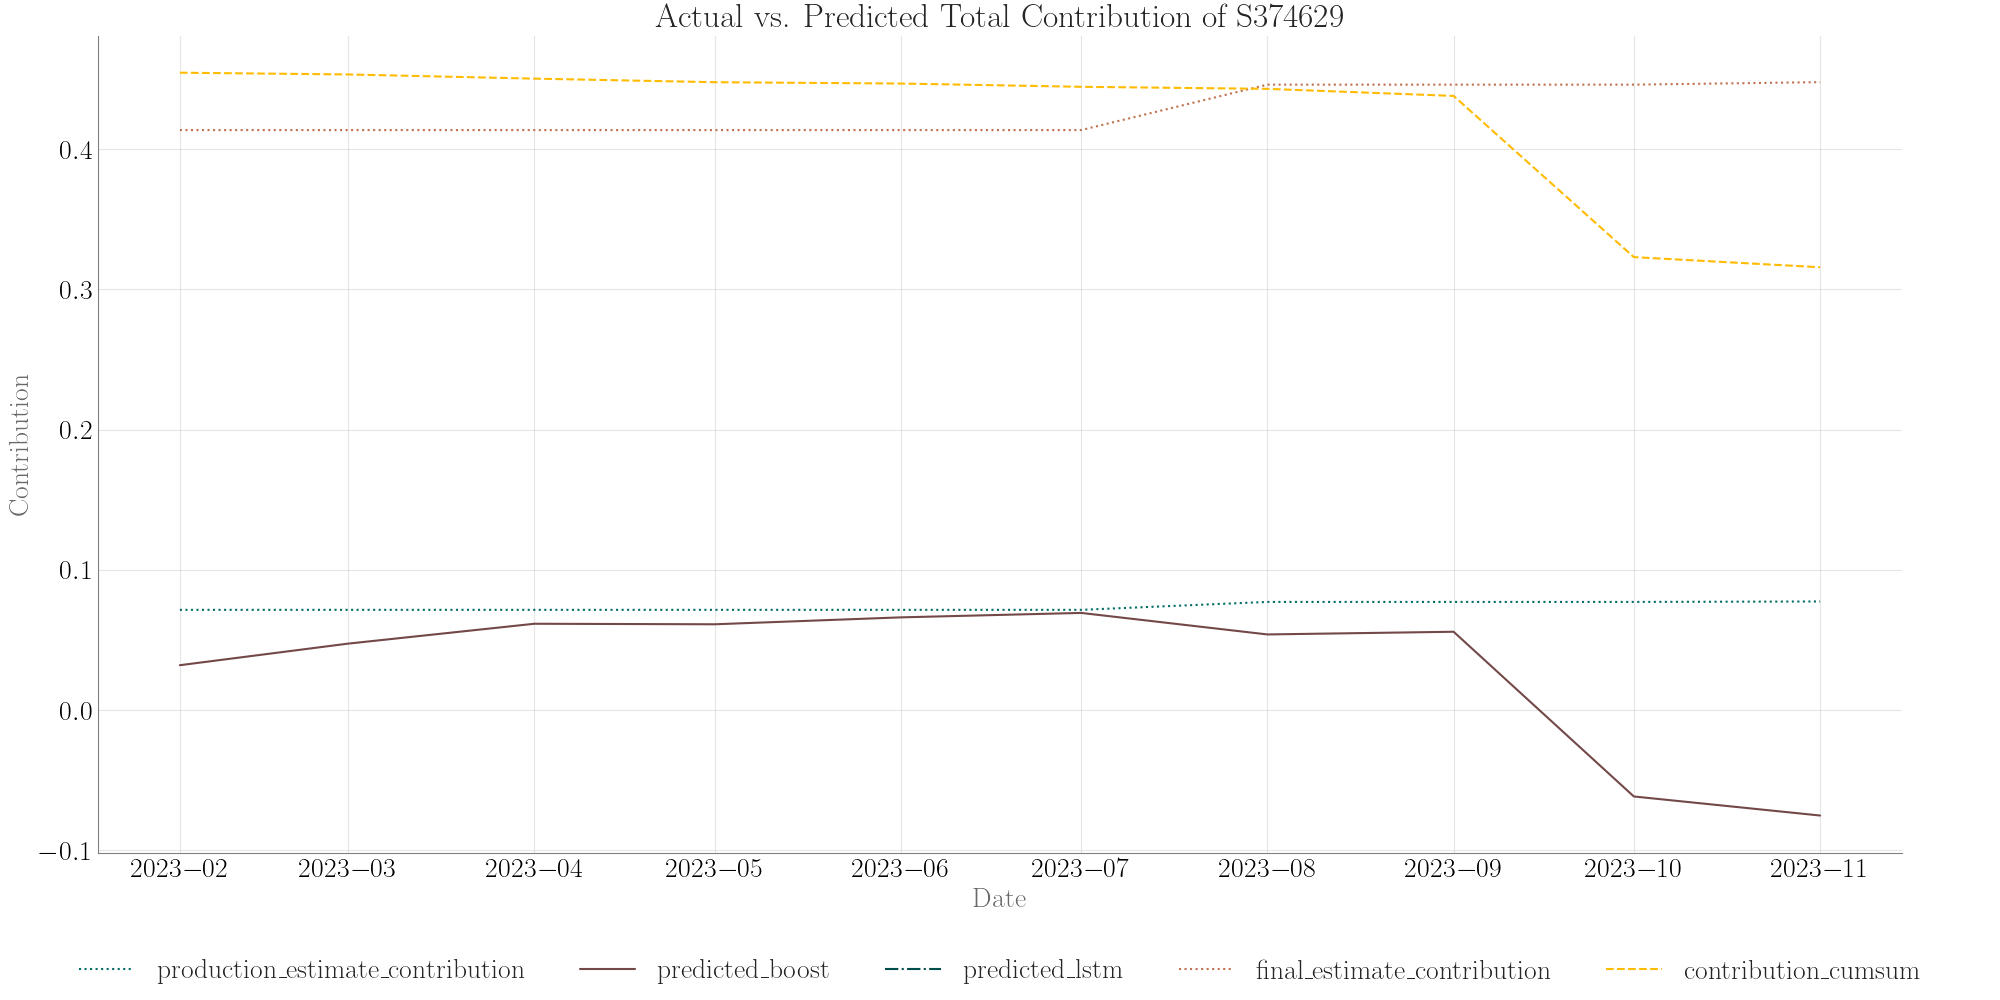 Actual vs. Predicted Total Contribution of S374629
Contribution
0.4
0.3
0.2
0.1
0.0
−0.1
2023−02 2023−03 2023−04 2023−05 2023−06 2023−07 2023−08 2023−09 2023−10 2023−11
Date
production_estimate_contribution predicted_boost predicted_lstm final_estimate_contribution contribution_cumsum